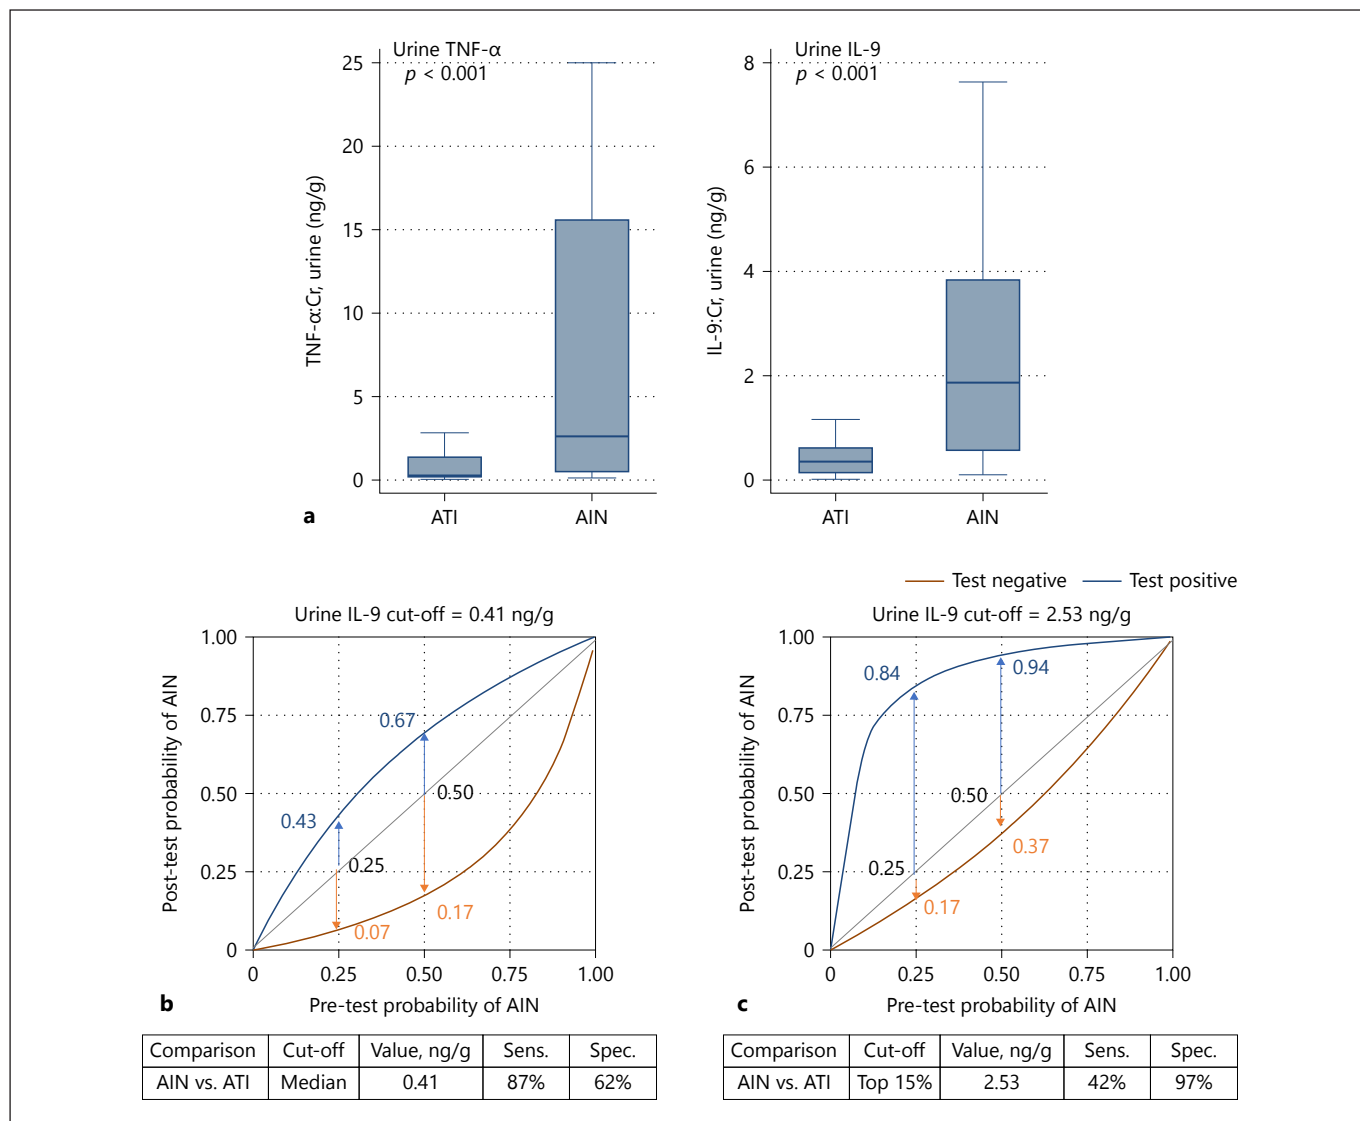 Urine TNF-α
p < 0.001
25
20
15
10
5
0
TNF-α:Cr, urine (ng/g)
ATI
AIN
Urine IL-9
p < 0.001
8
6
4
2
0
IL-9:Cr, urine (ng/g)
ATI
AIN
a
Test negative
Test positive
Urine IL-9 cut-off = 0.41 ng/g
1.00
0.75
0.50
0.25
0
Post-test probability of AIN
0.67
0.50
0.43
0.25
0.17
0.07
0
0.25
0.50
0.75
1.00
b
Pre-test probability of AIN
Comparison Cut-off Value, ng/g Sens. Spec.
AIN vs. ATI Median 0.41 87% 62%
Urine IL-9 cut-off = 2.53 ng/g
1.00
0.75
0.50
0.25
0
Post-test probability of AIN
0.84
0.94
0.50
0.37
0.25
0.17
0
0.25
0.50
0.75
1.00
c
Pre-test probability of AIN
Comparison Cut-off Value, ng/g Sens. Spec.
AIN vs. ATI Top 15% 2.53 42% 97%